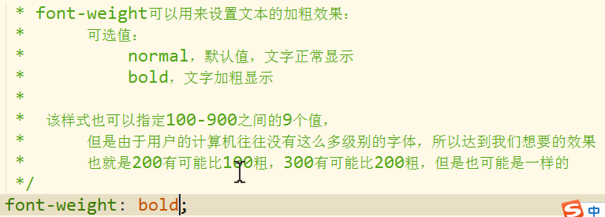 * font-weight可以用来设置文本的加粗效果：
* 可选值：
* normal，默认值，文字正常显示
* bold，文字加粗显示
*
* 该样式也可以指定100-900之间的9个值，
* 但是由于用户的计算机往往没有这么多级别的字体，所以达到我们想要的效果
* 也就是200有可能比100粗，300有可能比200粗，但是也可能是一样的
*/
font-weight: bold;
中